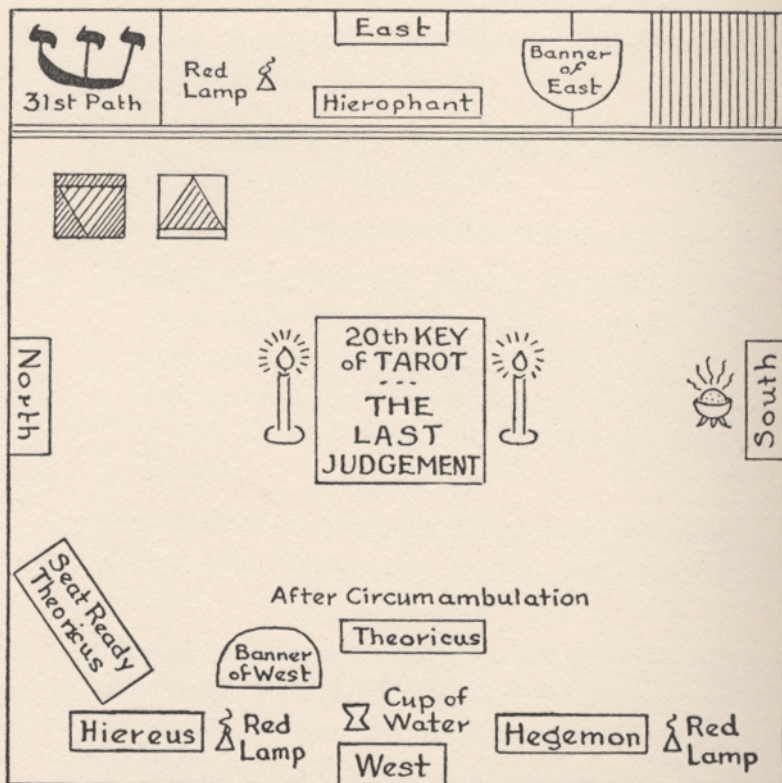 East
ש
31st Path
Red
Lamp
Hierophant
Banner
of
East
North
20th KEY
of TAROT
---
THE
LAST
JUDGEMENT
South
Seat Ready
Theoricus
After Circumambulation
Theoricus
Banner
of West
Cup of
Water
Hiereus
Red
Lamp
Hegemon
Red
Lamp
West